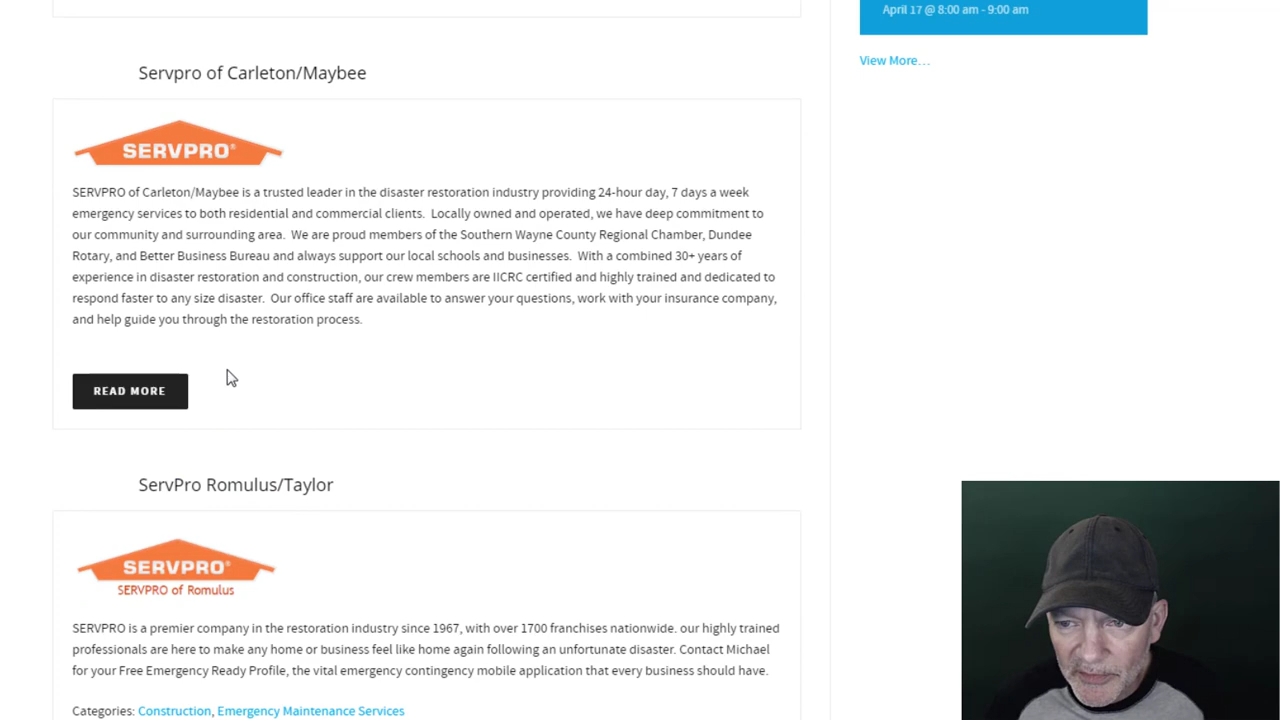 April 17 @ 8:00 am - 9:00 am
View More...
Servpro of Carleton/Maybee
SERVPRO®
SERVPRO of Carleton/Maybee is a trusted leader in the disaster restoration industry providing 24-hour day, 7 days a week
emergency services to both residential and commercial clients.  Locally owned and operated, we have deep commitment to
our community and surrounding area.  We are proud members of the Southern Wayne County Regional Chamber, Dundee
Rotary, and Better Business Bureau and always support our local schools and businesses.  With a combined 30+ years of
experience in disaster restoration and construction, our crew members are IICRC certified and highly trained and dedicated to
respond faster to any size disaster.  Our office staff are available to answer your questions, work with your insurance company,
and help guide you through the restoration process.
READ MORE
ServPro Romulus/Taylor
SERVPRO®
SERVPRO of Romulus
SERVPRO is a premier company in the restoration industry since 1967, with over 1700 franchises nationwide. our highly trained
professionals are here to make any home or business feel like home again following an unfortunate disaster. Contact Michael
for your Free Emergency Ready Profile, the vital emergency contingency mobile application that every business should have.
Categories: Construction, Emergency Maintenance Services